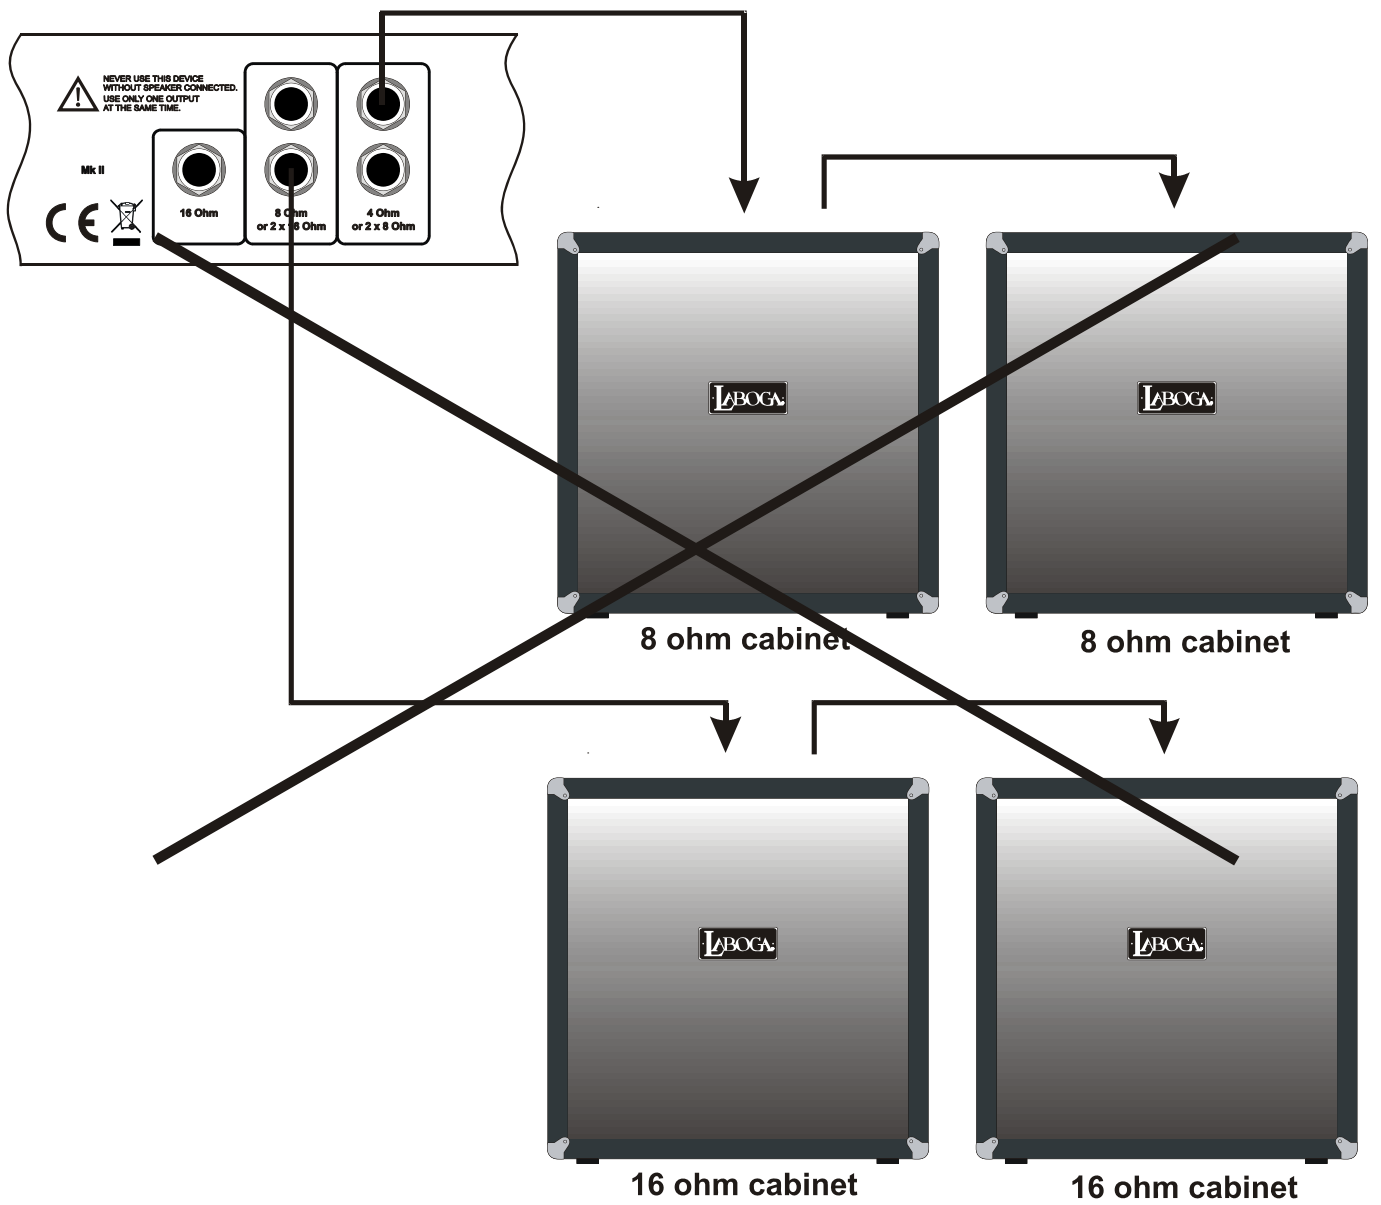 NEVER USE THIS DEVICE
WITHOUT SPEAKER CONNECTED.
USE ONLY ONE OUTPUT
AT THE SAME TIME.
Mk II
CE
16 Ohm
8 Ohm
or 2 x 16 Ohm
4 Ohm
or 2 x 8 Ohm
LABOGA
LABOGA
8 ohm cabinet
8 ohm cabinet
LABOGA
LABOGA
16 ohm cabinet
16 ohm cabinet